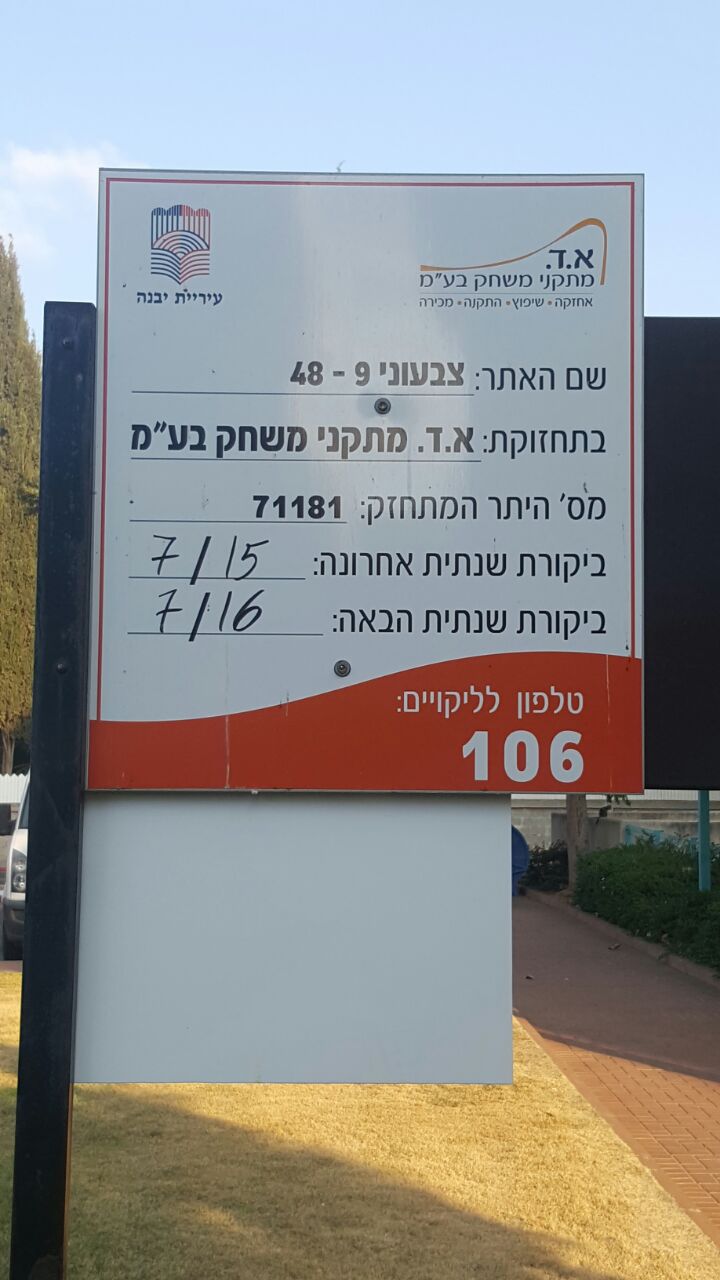 עיריית יבנה
א.ד.
מתקני משחק בע"מ
אחזקה • שיפוץ • התקנה • מכירה
שם האתר: צבעוני 9 - 48
בתחזוקת: א.ד. מתקני משחק בע"מ
מס' היתר המתחזק: 71181
ביקורת שנתית אחרונה: 7/15
ביקורת שנתית הבאה: 7/16
טלפון לליקויים:
106